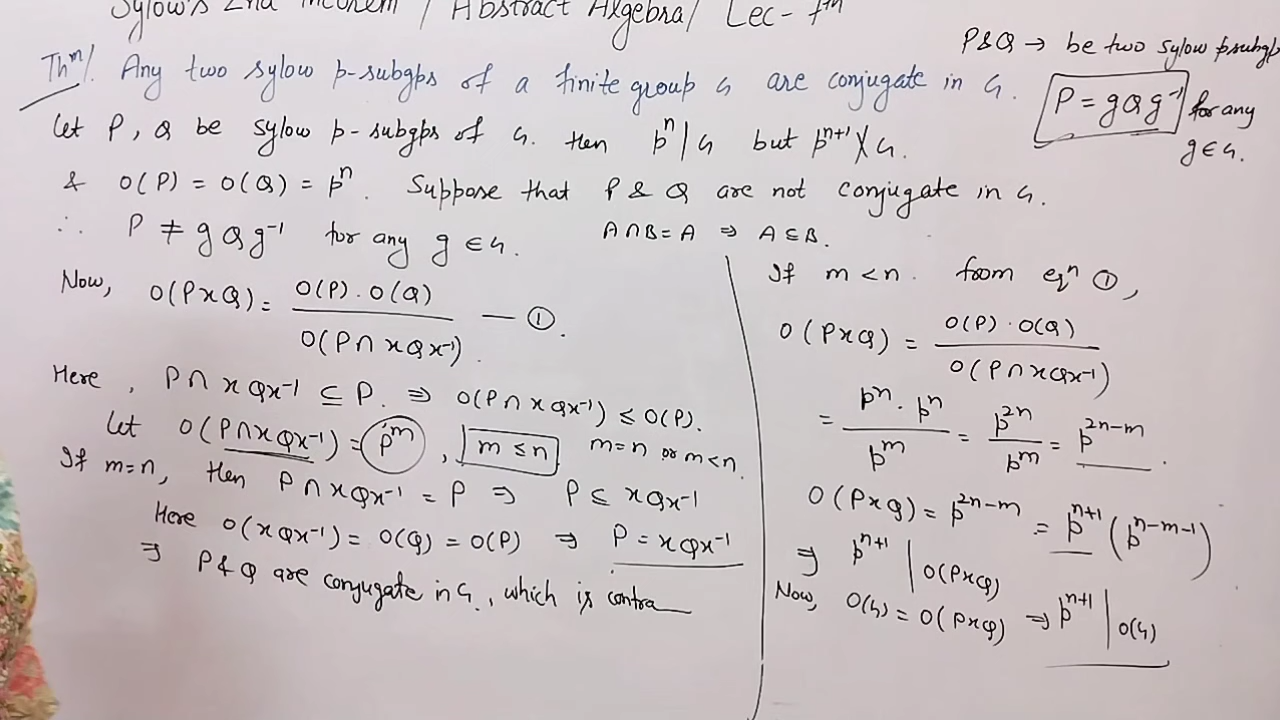 Sylow's 2nd Theorem / Abstract Algebra / Lec-7th
P & Q → be two sylow psubgp
Thm/. Any two sylow p-subgps of a finite group G are conjugate in G.
P = gQg⁻¹ for any g ∈ G.
Let P, Q be sylow p-subgps of G. then pⁿ | G but pⁿ⁺¹ ∤ G.
& O(P) = O(Q) = pⁿ. Suppose that P & Q are not conjugate in G.
∴ P ≠ gQg⁻¹ for any g ∈ G. A∩B = A ⇒ A ⊆ B.
Now, O(PxQ) = O(P).O(Q) / O(P∩xQx⁻¹). — ①.
Here, P∩xQx⁻¹ ⊆ P. ⇒ O(P∩xQx⁻¹) ≤ O(P).
Let O(P∩xQx⁻¹) = pᵐ, m ≤ n m=n or m<n.
If m=n, then P∩xQx⁻¹ = P ⇒ P ⊆ xQx⁻¹
Here O(xQx⁻¹) = O(Q) = O(P) ⇒ P = xQx⁻¹
⇒ P & Q are conjugate in G., which is contra
If m < n. from eqⁿ ①,
O(PxQ) = O(P).O(Q) / O(P∩xQx⁻¹)
= pⁿ.pⁿ / pᵐ = p²ⁿ / pᵐ = p²ⁿ⁻ᵐ.
O(PxQ) = p²ⁿ⁻ᵐ = pⁿ⁺¹(pⁿ⁻ᵐ⁻¹)
⇒ pⁿ⁺¹ | O(PxQ)
Now, O(G) = O(PxQ) ⇒ pⁿ⁺¹ | O(G)